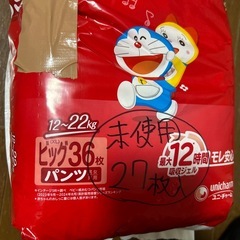 12~22kg
ビッグ36枚
パンツ
未使用
27枚入
最大12時間モレ安心
吸収ジェル
unicharm
ユニ・チャーム